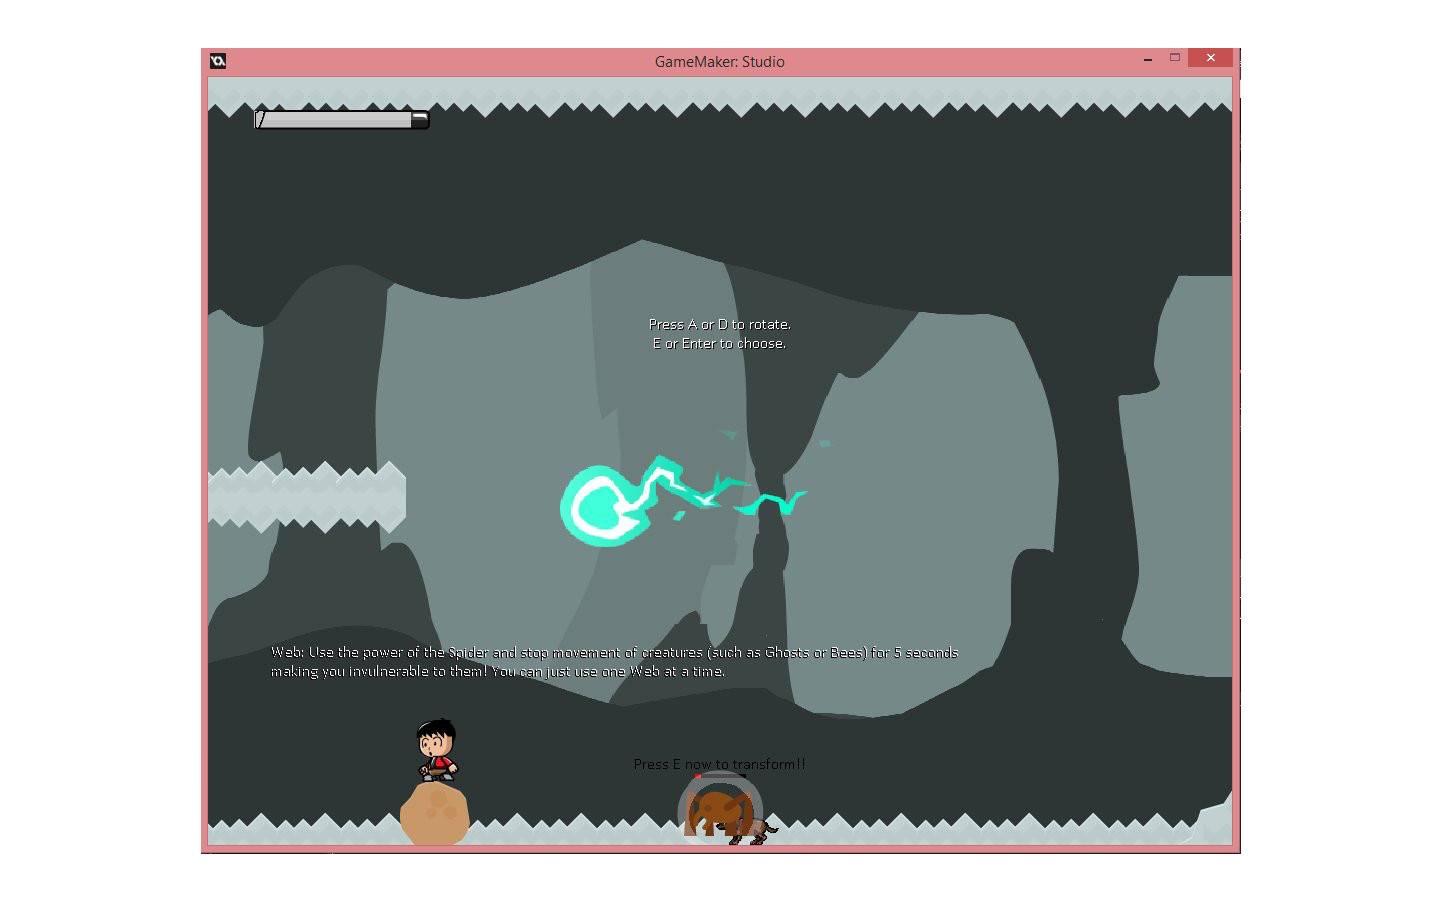 GameMaker: Studio
Press A or D to rotate.
E or Enter to choose.
Web: Use the power of the Spider and stop movement of creatures (such as Ghosts or Bees) for 5 seconds
making you invulnerable to them! You can just use one Web at a time.
Press E now to transform!!